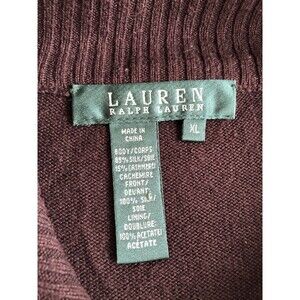 LAUREN
RALPH LAUREN
MADE IN
CHINA
XL
BODY/CORPS
85% SILK/SOIE
15% CASHMERE/
CACHEMIRE
FRONT/
DEVANT:
100% SILK/
SOIE
LINING/
DOUBLURE:
100% ACETATE/
ACÉTATE